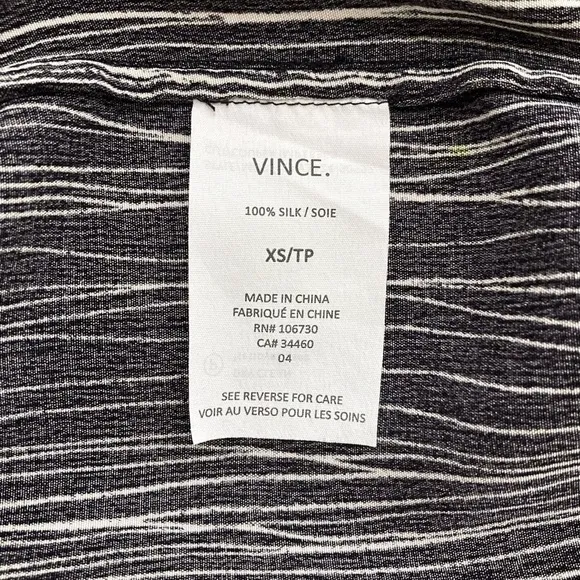 VINCE.
100% SILK / SOIE
XS/TP
MADE IN CHINA
FABRIQUÉ EN CHINE
RN# 106730
CA# 34460
04
SEE REVERSE FOR CARE
VOIR AU VERSO POUR LES SOINS